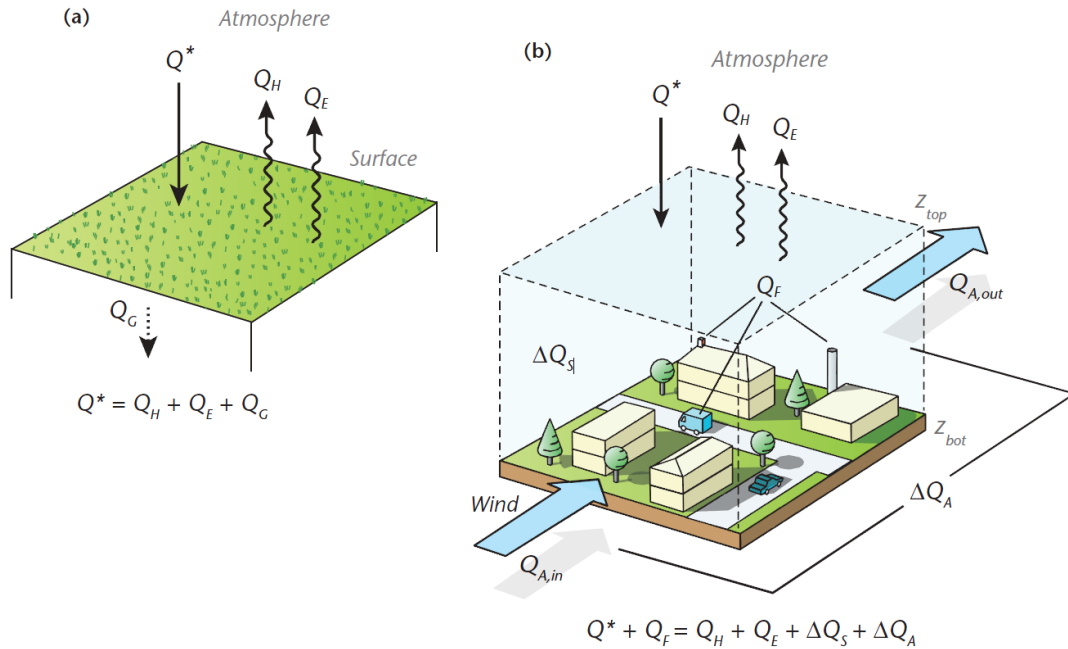 (a)
Atmosphere
Q*
Q_H
Q_E
Surface
Q_G
Q* = Q_H + Q_E + Q_G
(b)
Atmosphere
Q*
Q_H
Q_E
Z_top
Q_F
Q_A,out
ΔQ_S
Z_bot
Wind
ΔQ_A
Q_A,in
Q* + Q_F = Q_H + Q_E + ΔQ_S + ΔQ_A